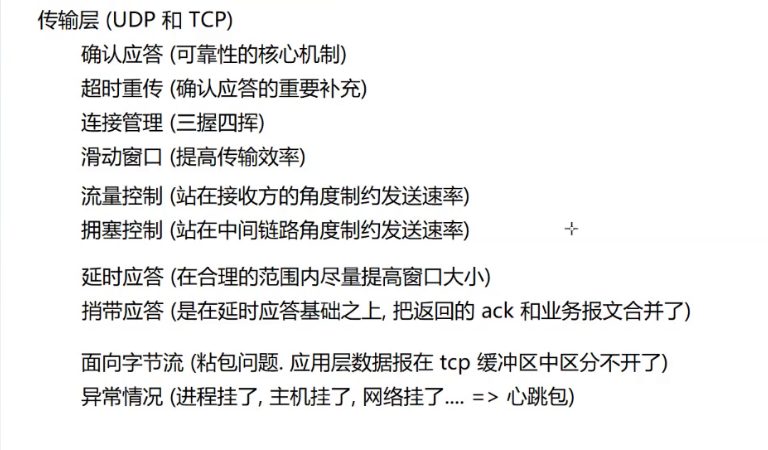 传输层 (UDP 和 TCP)
确认应答 (可靠性的核心机制)
超时重传 (确认应答的重要补充)
连接管理 (三握四挥)
滑动窗口 (提高传输效率)
流量控制 (站在接收方的角度制约发送速率)
拥塞控制 (站在中间链路角度制约发送速率)
延时应答 (在合理的范围内尽量提高窗口大小)
捎带应答 (是在延时应答基础之上, 把返回的 ack 和业务报文合并了)
面向字节流 (粘包问题. 应用层数据报在 tcp 缓冲区中区分不开了)
异常情况 (进程挂了, 主机挂了, 网络挂了.... => 心跳包)